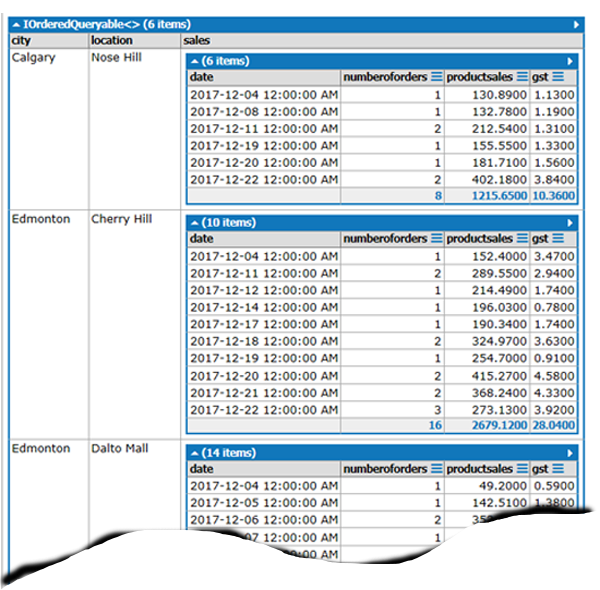 IOrderedQueryable<> (6 items)
city location sales
Calgary Nose Hill (6 items)
date numberoforders productsales gst
2017-12-04 12:00:00 AM 1 130.8900 1.1300
2017-12-08 12:00:00 AM 1 132.7800 1.1900
2017-12-11 12:00:00 AM 2 212.5400 1.3100
2017-12-19 12:00:00 AM 1 155.5500 1.3300
2017-12-20 12:00:00 AM 1 181.7100 1.5600
2017-12-22 12:00:00 AM 2 402.1800 3.8400
8 1215.6500 10.3600
Edmonton Cherry Hill (10 items)
date numberoforders productsales gst
2017-12-04 12:00:00 AM 1 152.4000 3.4700
2017-12-11 12:00:00 AM 2 289.5500 2.9400
2017-12-12 12:00:00 AM 1 214.4900 1.7400
2017-12-14 12:00:00 AM 1 196.0300 0.7800
2017-12-17 12:00:00 AM 1 190.3400 1.7400
2017-12-18 12:00:00 AM 2 324.9700 3.6300
2017-12-19 12:00:00 AM 1 254.7000 0.9100
2017-12-20 12:00:00 AM 2 415.2700 4.5800
2017-12-21 12:00:00 AM 2 368.2400 4.3300
2017-12-22 12:00:00 AM 3 273.1300 3.9200
16 2679.1200 28.0400
Edmonton Dalto Mall (14 items)
date numberoforders productsales gst
2017-12-04 12:00:00 AM 1 49.2000 0.5900
2017-12-05 12:00:00 AM 1 142.5100 1.3800
2017-12-06 12:00:00 AM 2
12:00:00 AM 1
AM